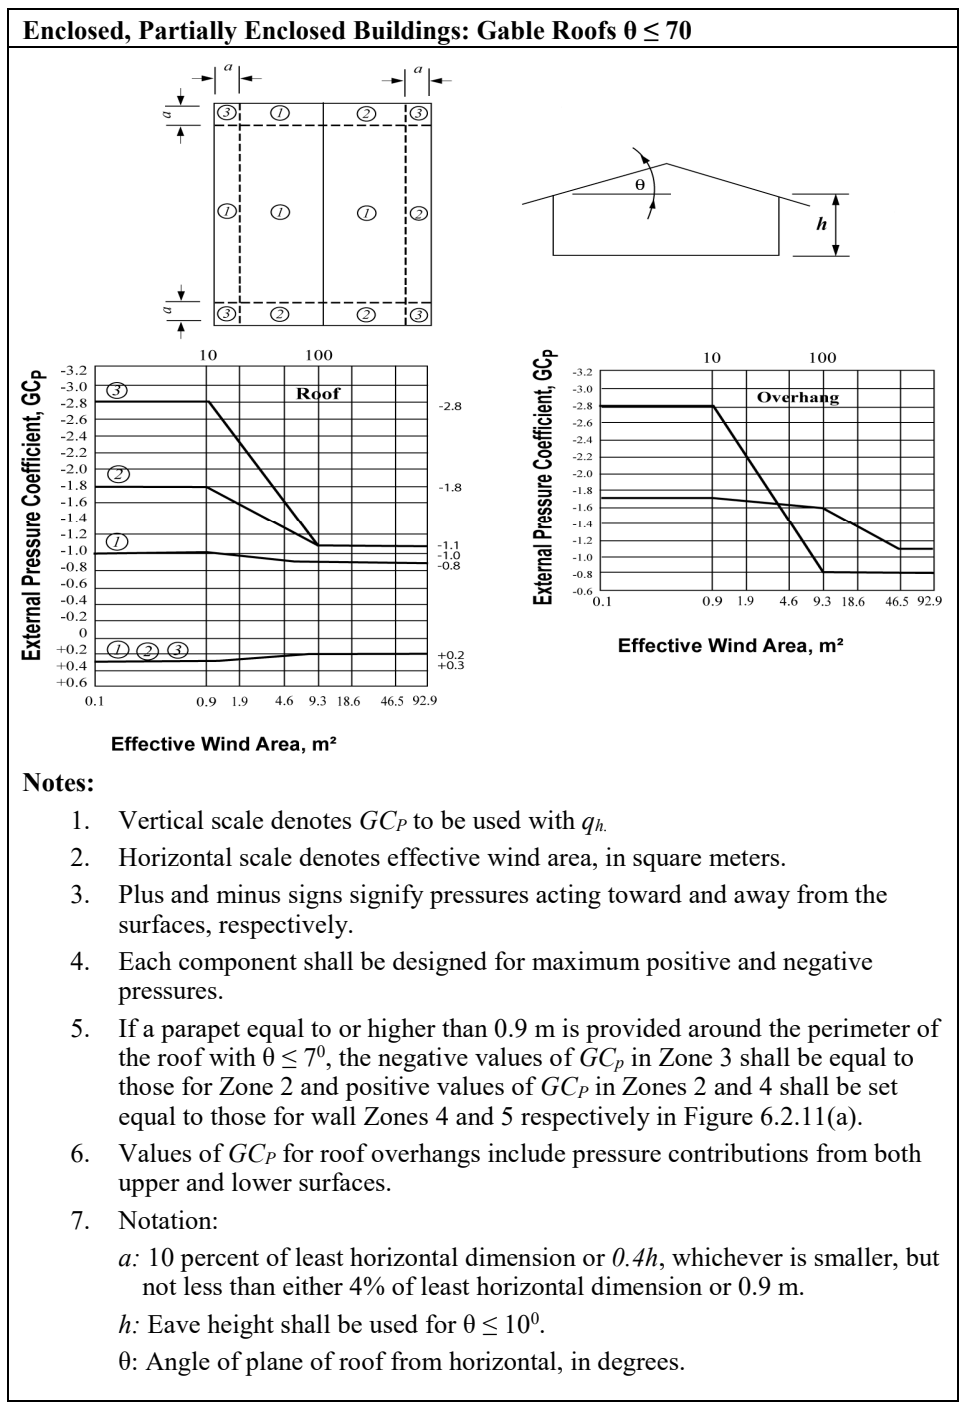 Enclosed, Partially Enclosed Buildings: Gable Roofs θ ≤ 70
a
a
a
3 1 2 3
1 1 1 2
a
3 2 2 3
θ
h
10 100
External Pressure Coefficient, GCP
-3.2
-3.0
-2.8
-2.6
-2.4
-2.2
-2.0
-1.8
-1.6
-1.4
-1.2
-1.0
-0.8
-0.6
-0.4
-0.2
0
+0.2
+0.4
+0.6
Roof
3
2
1
1 2 3
-2.8
-1.8
-1.1
-1.0
-0.8
+0.2
+0.3
0.1 0.9 1.9 4.6 9.3 18.6 46.5 92.9
Effective Wind Area, m²
10 100
External Pressure Coefficient, GCP
-3.2
-3.0
-2.8
-2.6
-2.4
-2.2
-2.0
-1.8
-1.6
-1.4
-1.2
-1.0
-0.8
-0.6
Overhang
0.1 0.9 1.9 4.6 9.3 18.6 46.5 92.9
Effective Wind Area, m²
Notes:
1. Vertical scale denotes GCP to be used with qh.
2. Horizontal scale denotes effective wind area, in square meters.
3. Plus and minus signs signify pressures acting toward and away from the
surfaces, respectively.
4. Each component shall be designed for maximum positive and negative
pressures.
5. If a parapet equal to or higher than 0.9 m is provided around the perimeter of
the roof with θ ≤ 7⁰, the negative values of GCp in Zone 3 shall be equal to
those for Zone 2 and positive values of GCP in Zones 2 and 4 shall be set
equal to those for wall Zones 4 and 5 respectively in Figure 6.2.11(a).
6. Values of GCP for roof overhangs include pressure contributions from both
upper and lower surfaces.
7. Notation:
a: 10 percent of least horizontal dimension or 0.4h, whichever is smaller, but
not less than either 4% of least horizontal dimension or 0.9 m.
h: Eave height shall be used for θ ≤ 10⁰.
θ: Angle of plane of roof from horizontal, in degrees.